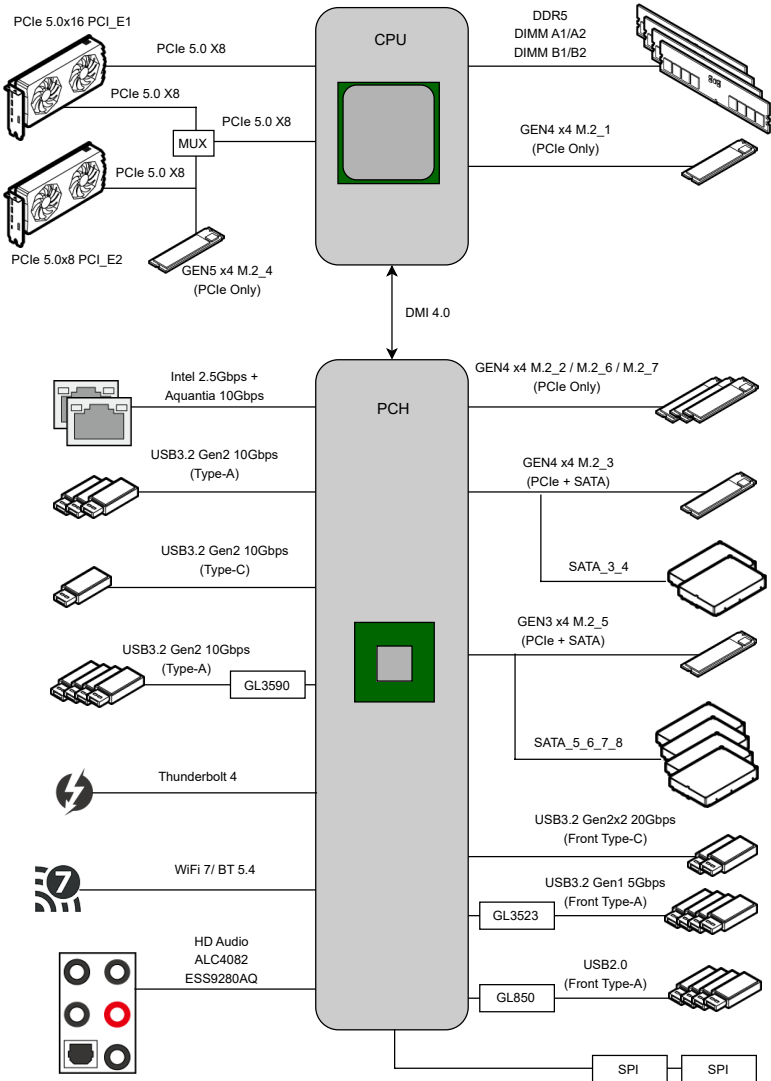 PCIe 5.0x16 PCI_E1
PCIe 5.0 X8
CPU
DDR5
DIMM A1/A2
DIMM B1/B2
PCIe 5.0 X8
PCIe 5.0 X8
MUX
GEN4 x4 M.2_1
(PCIe Only)
PCIe 5.0 X8
PCIe 5.0x8 PCI_E2
GEN5 x4 M.2_4
(PCIe Only)
DMI 4.0
PCH
Intel 2.5Gbps +
Aquantia 10Gbps
GEN4 x4 M.2_2 / M.2_6 / M.2_7
(PCIe Only)
USB3.2 Gen2 10Gbps
(Type-A)
GEN4 x4 M.2_3
(PCIe + SATA)
USB3.2 Gen2 10Gbps
(Type-C)
SATA_3_4
USB3.2 Gen2 10Gbps
(Type-A)
GL3590
GEN3 x4 M.2_5
(PCIe + SATA)
SATA_5_6_7_8
Thunderbolt 4
USB3.2 Gen2x2 20Gbps
(Front Type-C)
7
WiFi 7/ BT 5.4
USB3.2 Gen1 5Gbps
(Front Type-A)
GL3523
HD Audio
ALC4082
ESS9280AQ
USB2.0
(Front Type-A)
GL850
SPI
SPI